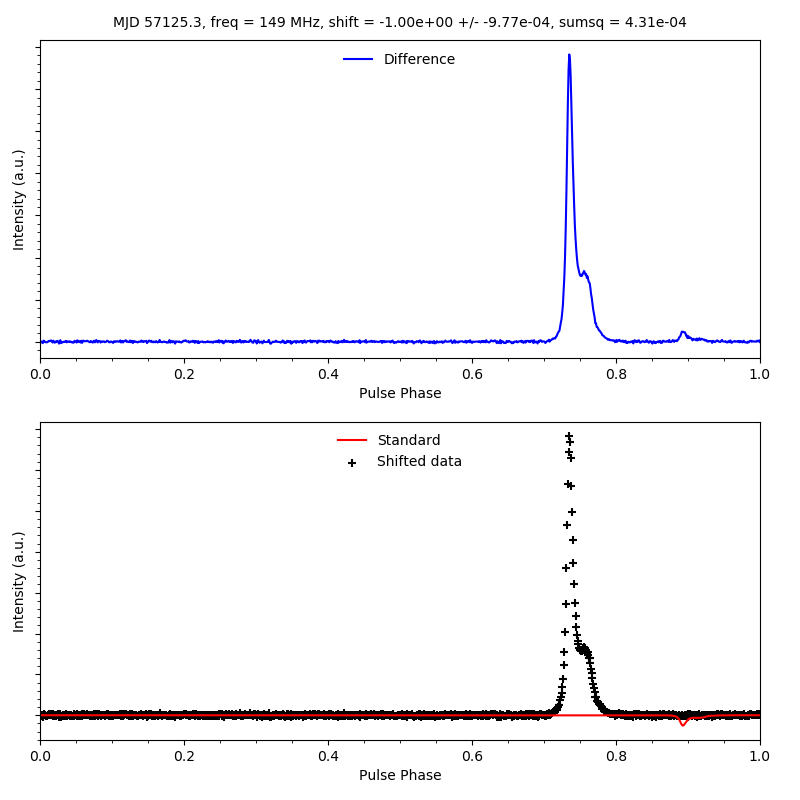 MJD 57125.3, freq = 149 MHz, shift = -1.00e+00 +/- -9.77e-04, sumsq = 4.31e-04
Difference
Intensity (a.u.)
0.0 0.2 0.4 0.6 0.8 1.0
Pulse Phase
Standard
Shifted data
Intensity (a.u.)
0.0 0.2 0.4 0.6 0.8 1.0
Pulse Phase